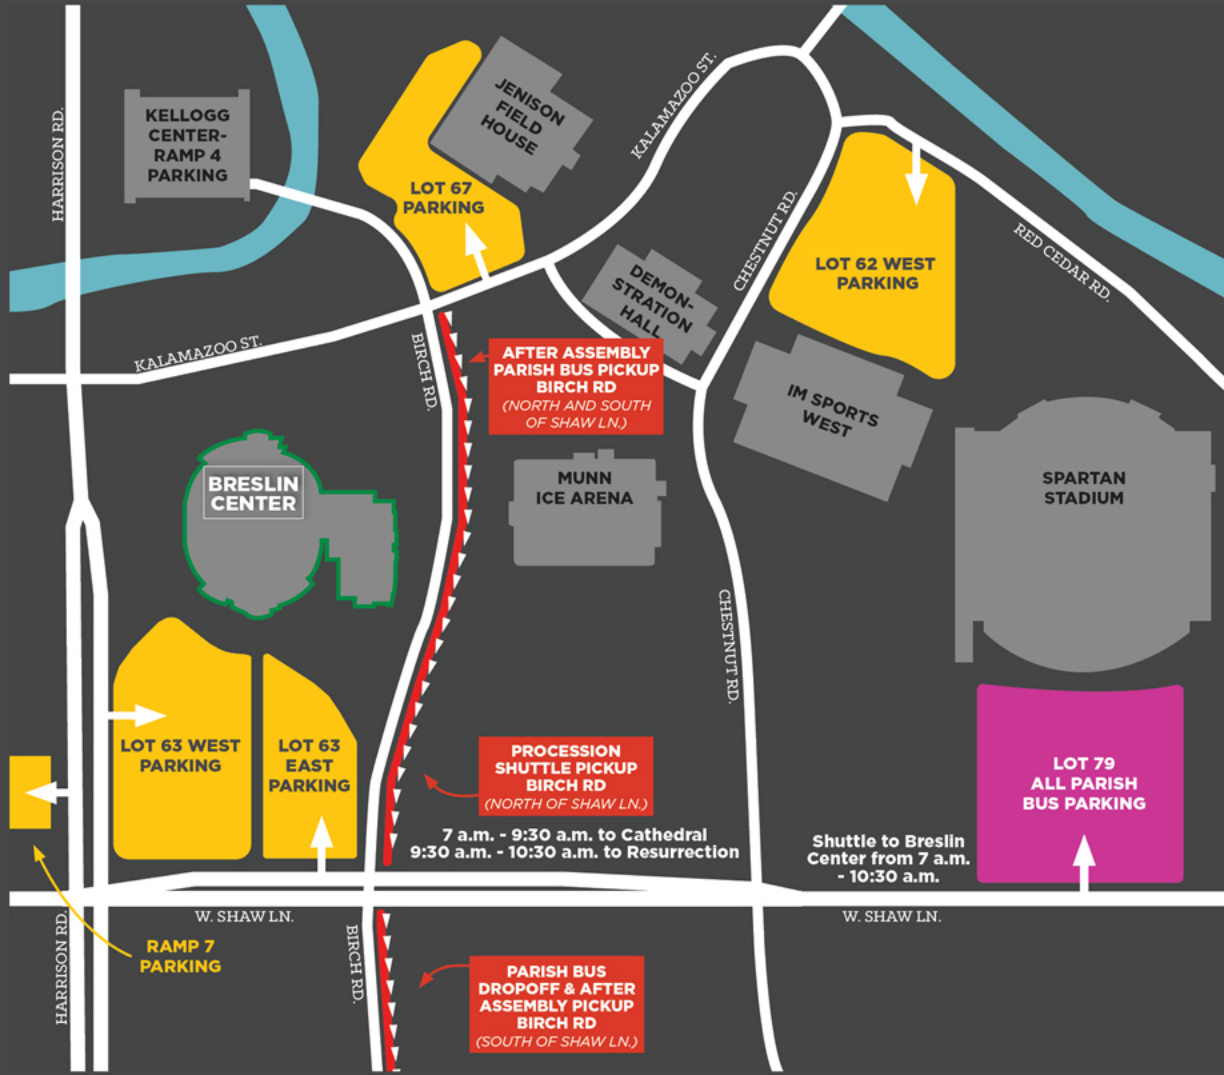 HARRISON RD.
KELLOGG
CENTER-
RAMP 4
PARKING
JENISON
FIELD
HOUSE
LOT 67
PARKING
KALAMAZOO ST.
CHESTNUT RD.
LOT 62 WEST
PARKING
RED CEDAR RD.
DEMON-
STRATION
HALL
KALAMAZOO ST.
BIRCH RD.
AFTER ASSEMBLY
PARISH BUS PICKUP
BIRCH RD
(NORTH AND SOUTH
OF SHAW LN.)
IM SPORTS
WEST
BRESLIN
CENTER
MUNN
ICE ARENA
SPARTAN
STADIUM
CHESTNUT RD.
LOT 63 WEST
PARKING
LOT 63
EAST
PARKING
PROCESSION
SHUTTLE PICKUP
BIRCH RD
(NORTH OF SHAW LN.)
7 a.m. - 9:30 a.m. to Cathedral
9:30 a.m. - 10:30 a.m. to Resurrection
LOT 79
ALL PARISH
BUS PARKING
Shuttle to Breslin
Center from 7 a.m.
- 10:30 a.m.
HARRISON RD.
W. SHAW LN.
W. SHAW LN.
RAMP 7
PARKING
BIRCH RD.
PARISH BUS
DROPOFF & AFTER
ASSEMBLY PICKUP
BIRCH RD
(SOUTH OF SHAW LN.)